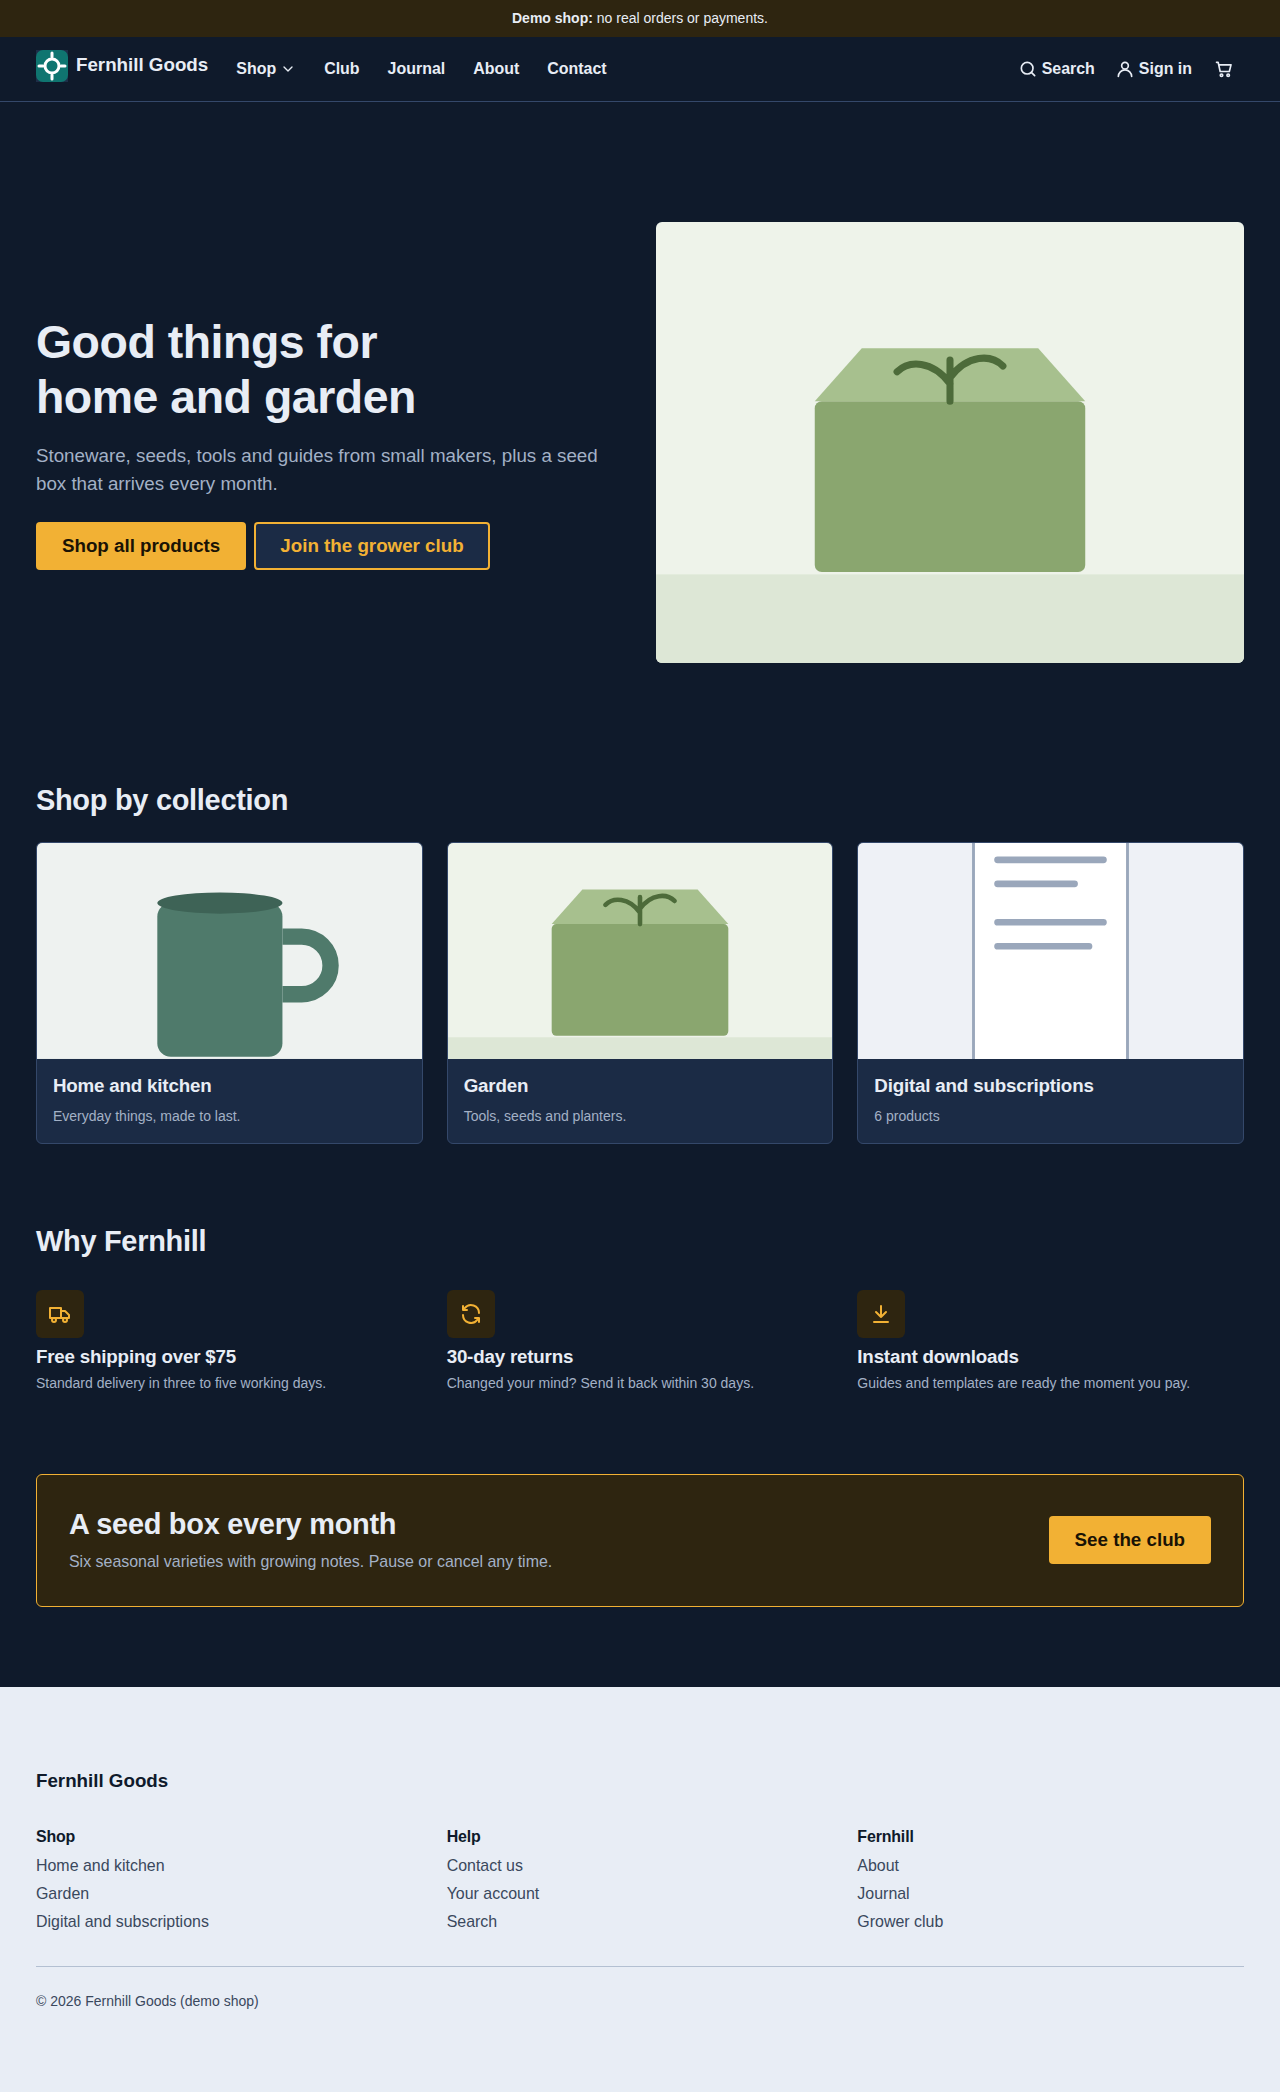 Demo shop: no real orders or payments.
Fernhill Goods
Shop
Club
Journal
About
Contact
Search
Sign in
Good things for
home and garden
Stoneware, seeds, tools and guides from small makers, plus a seed
box that arrives every month.
Shop all products
Join the grower club
Shop by collection
Home and kitchen
Everyday things, made to last.
Garden
Tools, seeds and planters.
Digital and subscriptions
6 products
Why Fernhill
Free shipping over $75
Standard delivery in three to five working days.
30-day returns
Changed your mind? Send it back within 30 days.
Instant downloads
Guides and templates are ready the moment you pay.
A seed box every month
Six seasonal varieties with growing notes. Pause or cancel any time.
See the club
Fernhill Goods
Shop
Home and kitchen
Garden
Digital and subscriptions
Help
Contact us
Your account
Search
Fernhill
About
Journal
Grower club
© 2026 Fernhill Goods (demo shop)